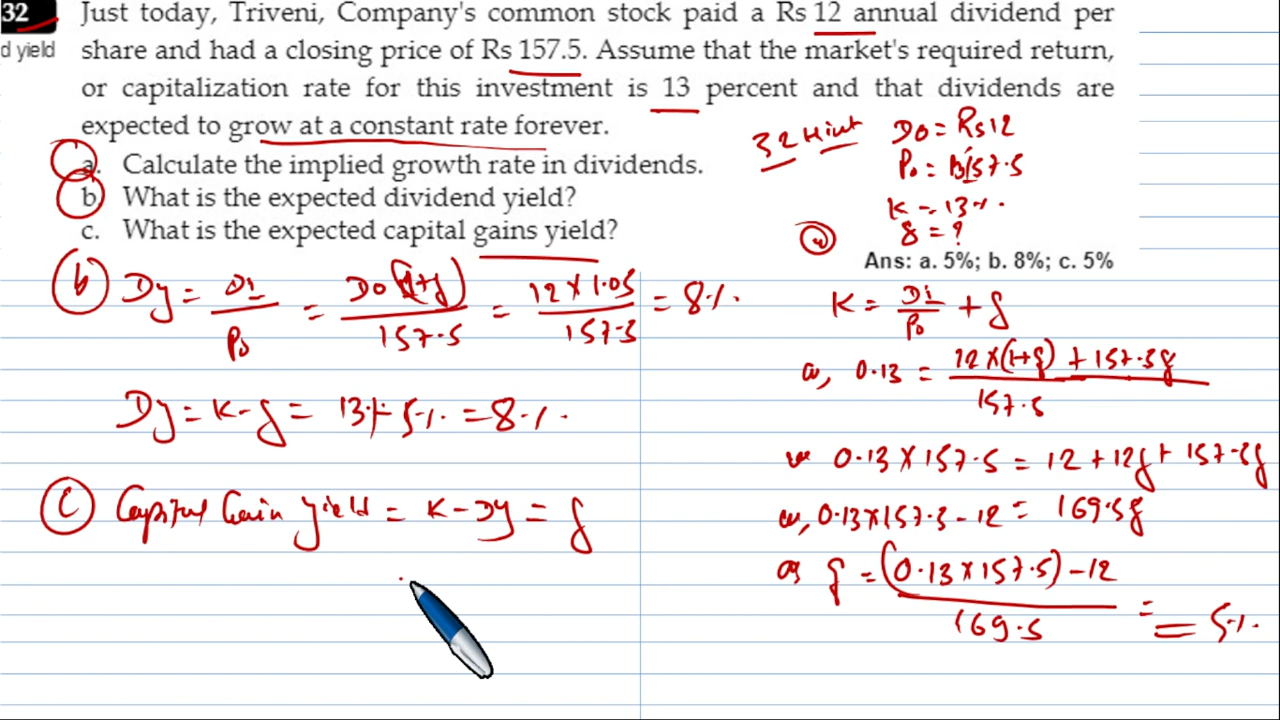 32
Just today, Triveni, Company's common stock paid a Rs 12 annual dividend per
d yield
share and had a closing price of Rs 157.5. Assume that the market's required return,
or capitalization rate for this investment is 13 percent and that dividends are
expected to grow at a constant rate forever.
a. Calculate the implied growth rate in dividends.
b. What is the expected dividend yield?
c. What is the expected capital gains yield?
32 Hint
D0 = Rs 12
P0 = Rs 157.5
K = 13%
g = ?
Ans: a. 5%; b. 8%; c. 5%
(b) Dy = D1/P0 = D0(1+g)/157.5 = 12 × 1.05/157.5 = 8%
Dy = K - g = 13% - 5% = 8%
(c) Capital Gain Yield = K - Dy = g
(a)
K = D1/P0 + g
or, 0.13 = 12×(1+g) + 157.5g/157.5
or 0.13 × 157.5 = 12 + 12g + 157.5g
or, 0.13×157.5 - 12 = 169.5g
or g = (0.13 × 157.5) - 12/169.5 = = 5%